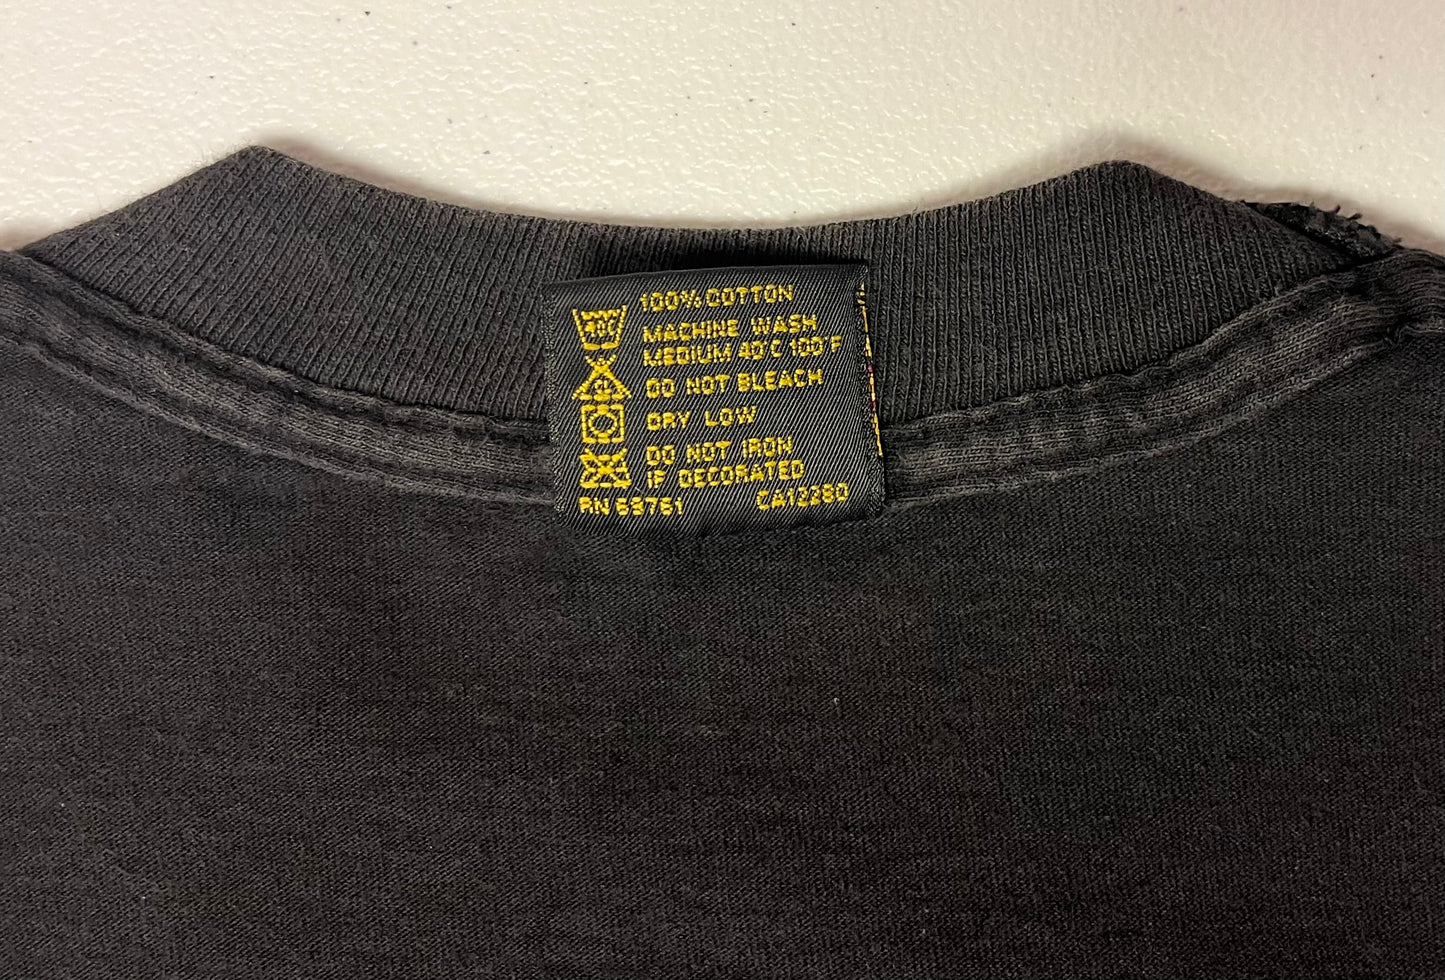 100% COTTON
MACHINE WASH
MEDIUM 40°C 100°F
DO NOT BLEACH
DRY LOW
DO NOT IRON
IF DECORATED
RN 69761 CA12280